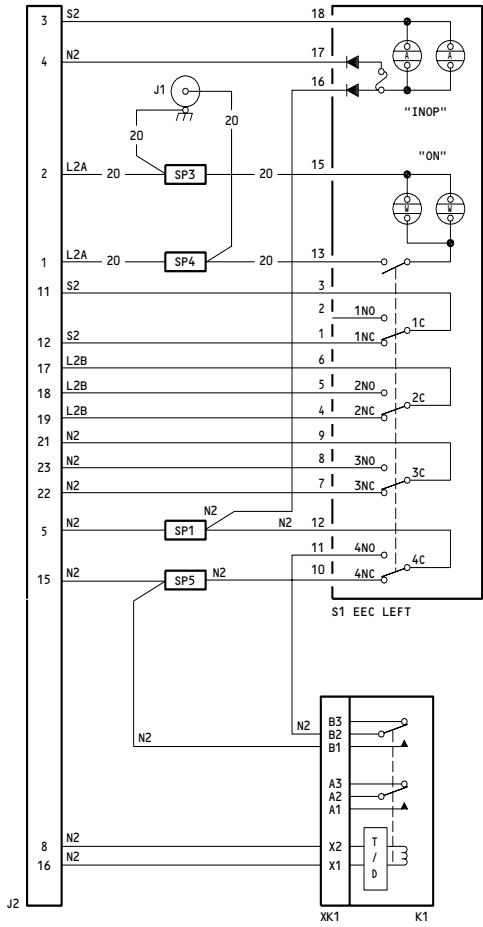 3 S2 18
4 N2 17
16
J1
20
20
"INOP"
A A
"ON"
2 L2A 20 SP3 20 15
W W
1 L2A 20 SP4 20 13
11 S2 3
2 1NO
1C
12 S2 1 1NC
17 L2B 6
18 L2B 5 2NO
2C
19 L2B 4 2NC
21 N2 9
23 N2 8 3NO
3C
22 N2 7 3NC
N2
5 N2 SP1 N2 12
11 4NO
4C
15 N2 SP5 N2 10 4NC
S1 EEC LEFT
B3
N2 B2
N2 B1
A3
A2
A1
8 N2 X2
16 N2 X1
T / D
J2
XK1 K1